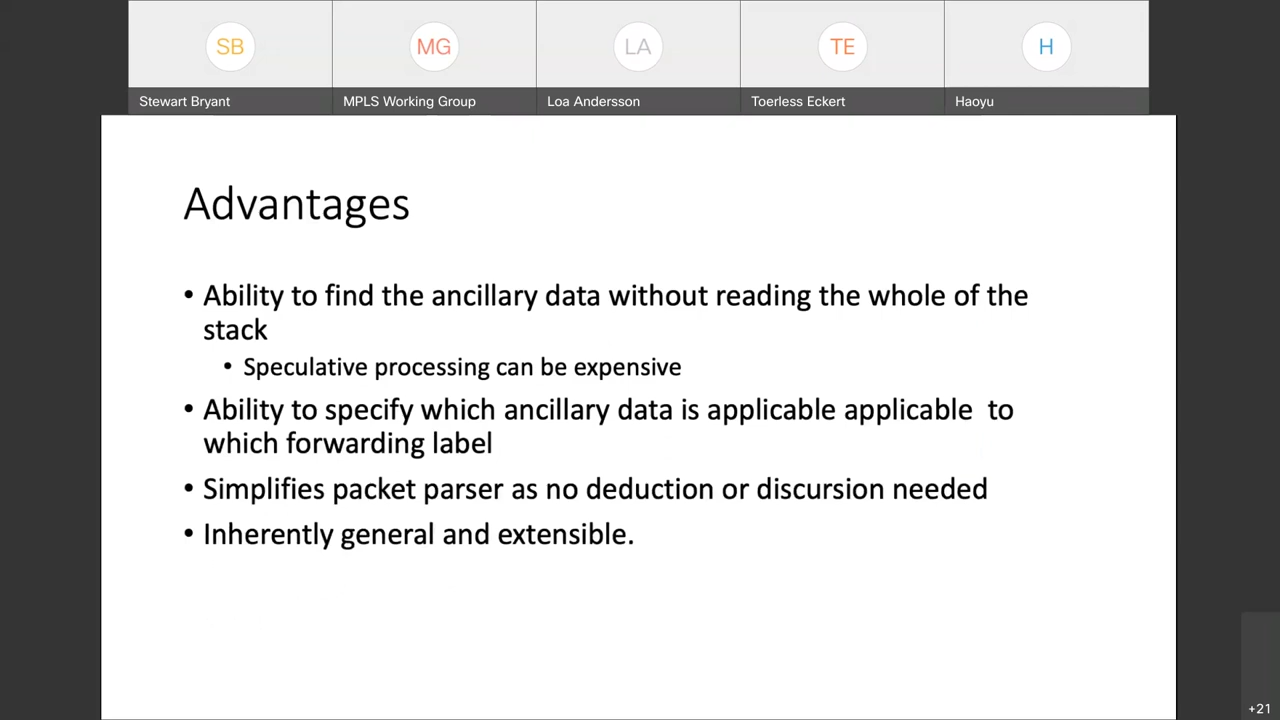 SB
MG
LA
TE
H
Stewart Bryant
MPLS Working Group
Loa Andersson
Toerless Eckert
Haoyu
Advantages
• Ability to find the ancillary data without reading the whole of the
stack
• Speculative processing can be expensive
• Ability to specify which ancillary data is applicable applicable  to
which forwarding label
• Simplifies packet parser as no deduction or discursion needed
• Inherently general and extensible.
+21